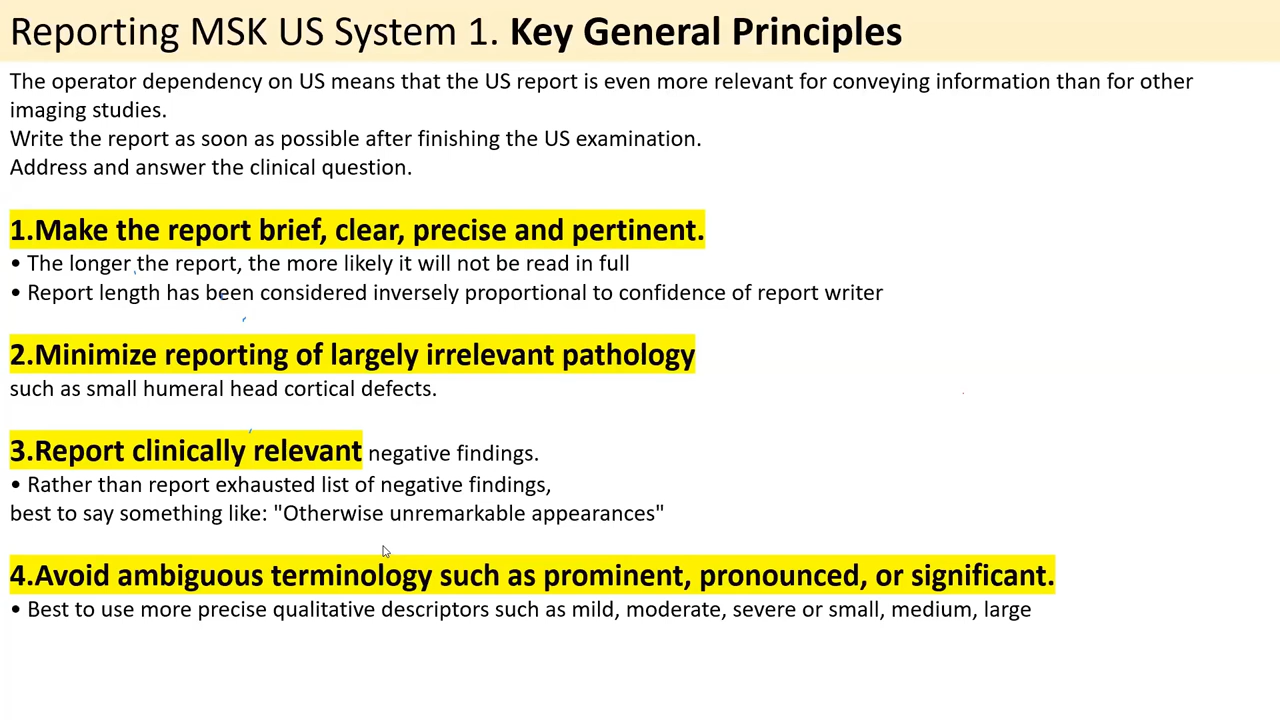 Reporting MSK US System 1. Key General Principles
The operator dependency on US means that the US report is even more relevant for conveying information than for other
imaging studies.
Write the report as soon as possible after finishing the US examination.
Address and answer the clinical question.
1.Make the report brief, clear, precise and pertinent.
• The longer the report, the more likely it will not be read in full
• Report length has been considered inversely proportional to confidence of report writer
2.Minimize reporting of largely irrelevant pathology
such as small humeral head cortical defects.
3.Report clinically relevant negative findings.
• Rather than report exhausted list of negative findings,
best to say something like: "Otherwise unremarkable appearances"
4.Avoid ambiguous terminology such as prominent, pronounced, or significant.
• Best to use more precise qualitative descriptors such as mild, moderate, severe or small, medium, large